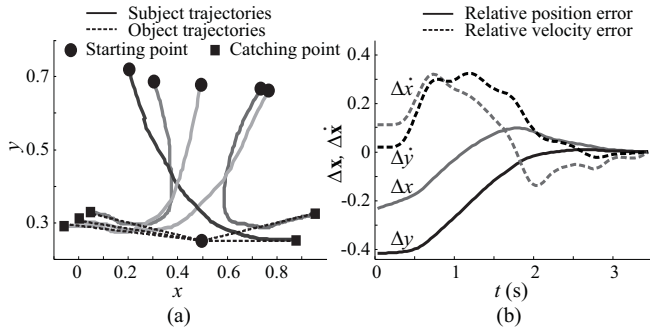 Subject trajectories
Object trajectories
Starting point
Catching point
0.7
0.5
0.3
y
0
0.2
0.4
0.6
0.8
x
(a)
Relative position error
Relative velocity error
0.4
0.2
0
-0.2
-0.4
Δx, Δẋ
Δẋ
Δẏ
Δx
Δy
0
1
2
3
t (s)
(b)